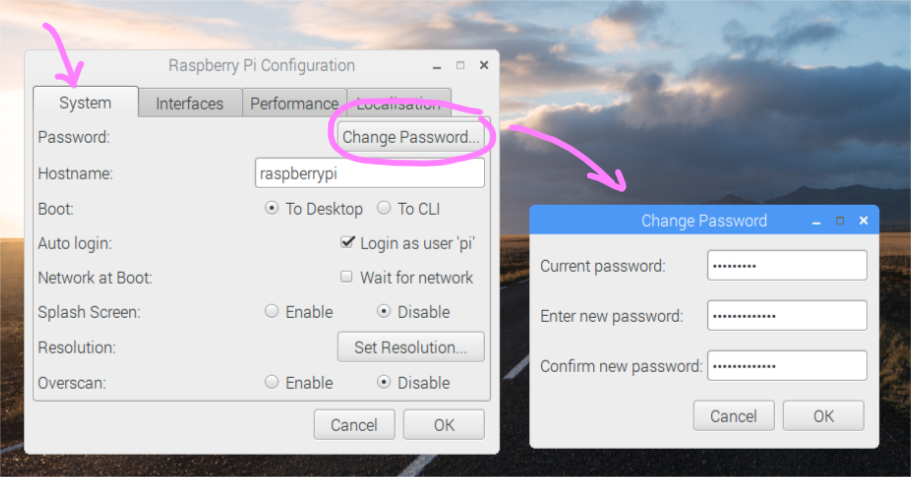 Raspberry Pi Configuration
System Interfaces Performance Localisation
Password: Change Password...
Hostname: raspberrypi
Boot: To Desktop To CLI
Auto login: Login as user 'pi'
Network at Boot: Wait for network
Splash Screen: Enable Disable
Resolution: Set Resolution...
Overscan: Enable Disable
Cancel OK
Change Password
Current password: •••••••••
Enter new password: •••••••••••••
Confirm new password: •••••••••••••
Cancel OK